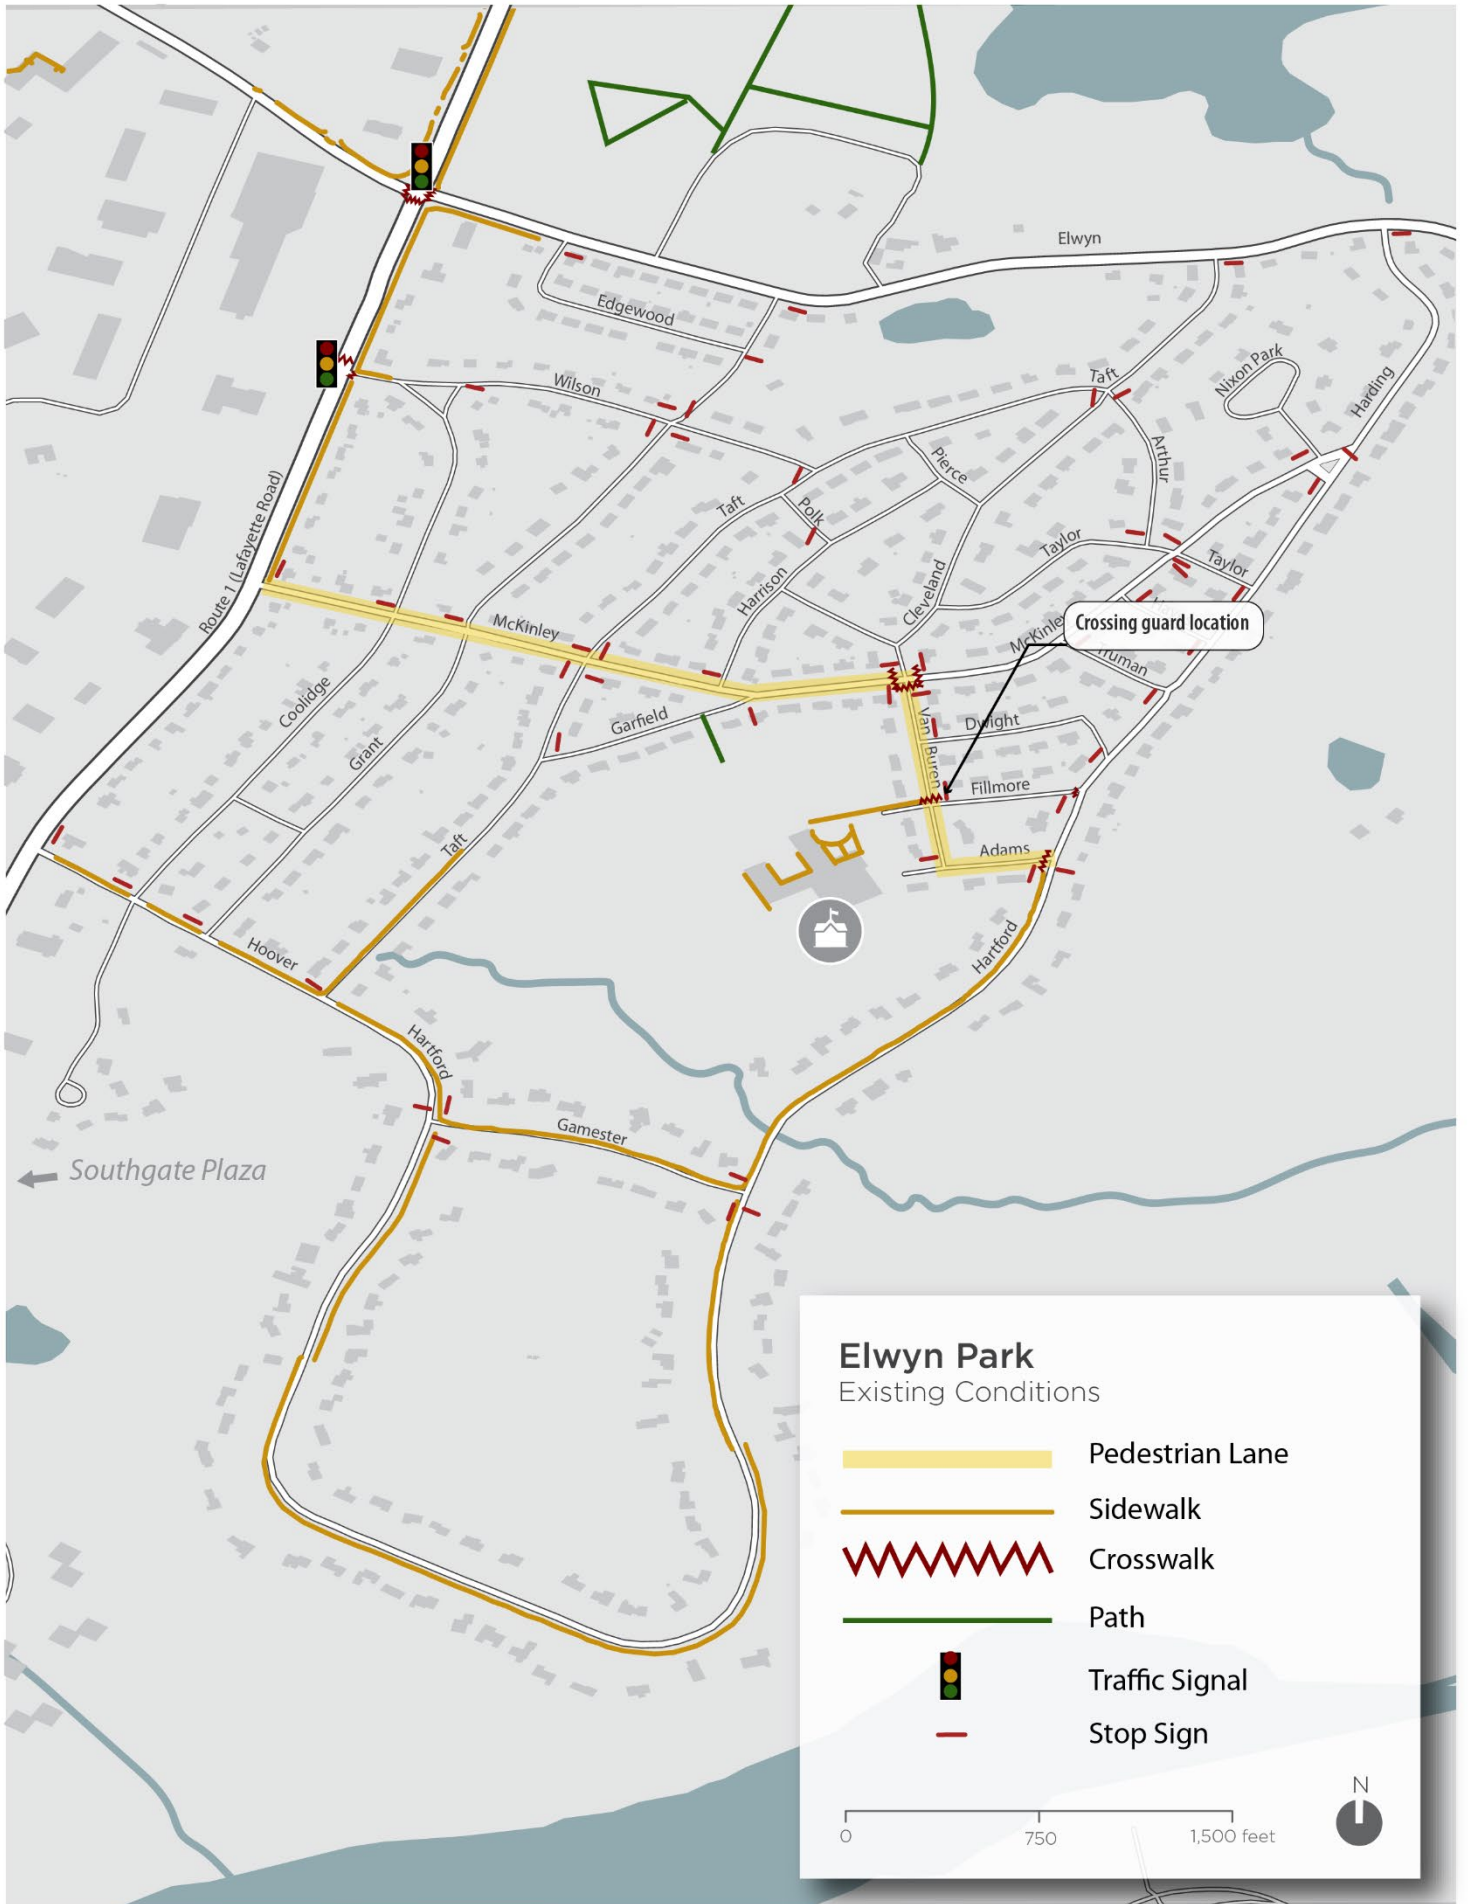 Elwyn
Edgewood
Wilson
Taft
Nixon Park
Harding
Arthur
Pierce
Taft
Polk
Taylor
Taylor
Route 1 (Lafayette Road)
Harrison
Cleveland
McKinley
McKinley
Crossing guard location
Truman
Coolidge
Grant
Garfield
Van Buren
Dwight
Fillmore
Adams
Taft
Hoover
Hartford
Hartford
Gamester
Southgate Plaza
Elwyn Park
Existing Conditions
Pedestrian Lane
Sidewalk
Crosswalk
Path
Traffic Signal
Stop Sign
N
0
750
1,500 feet